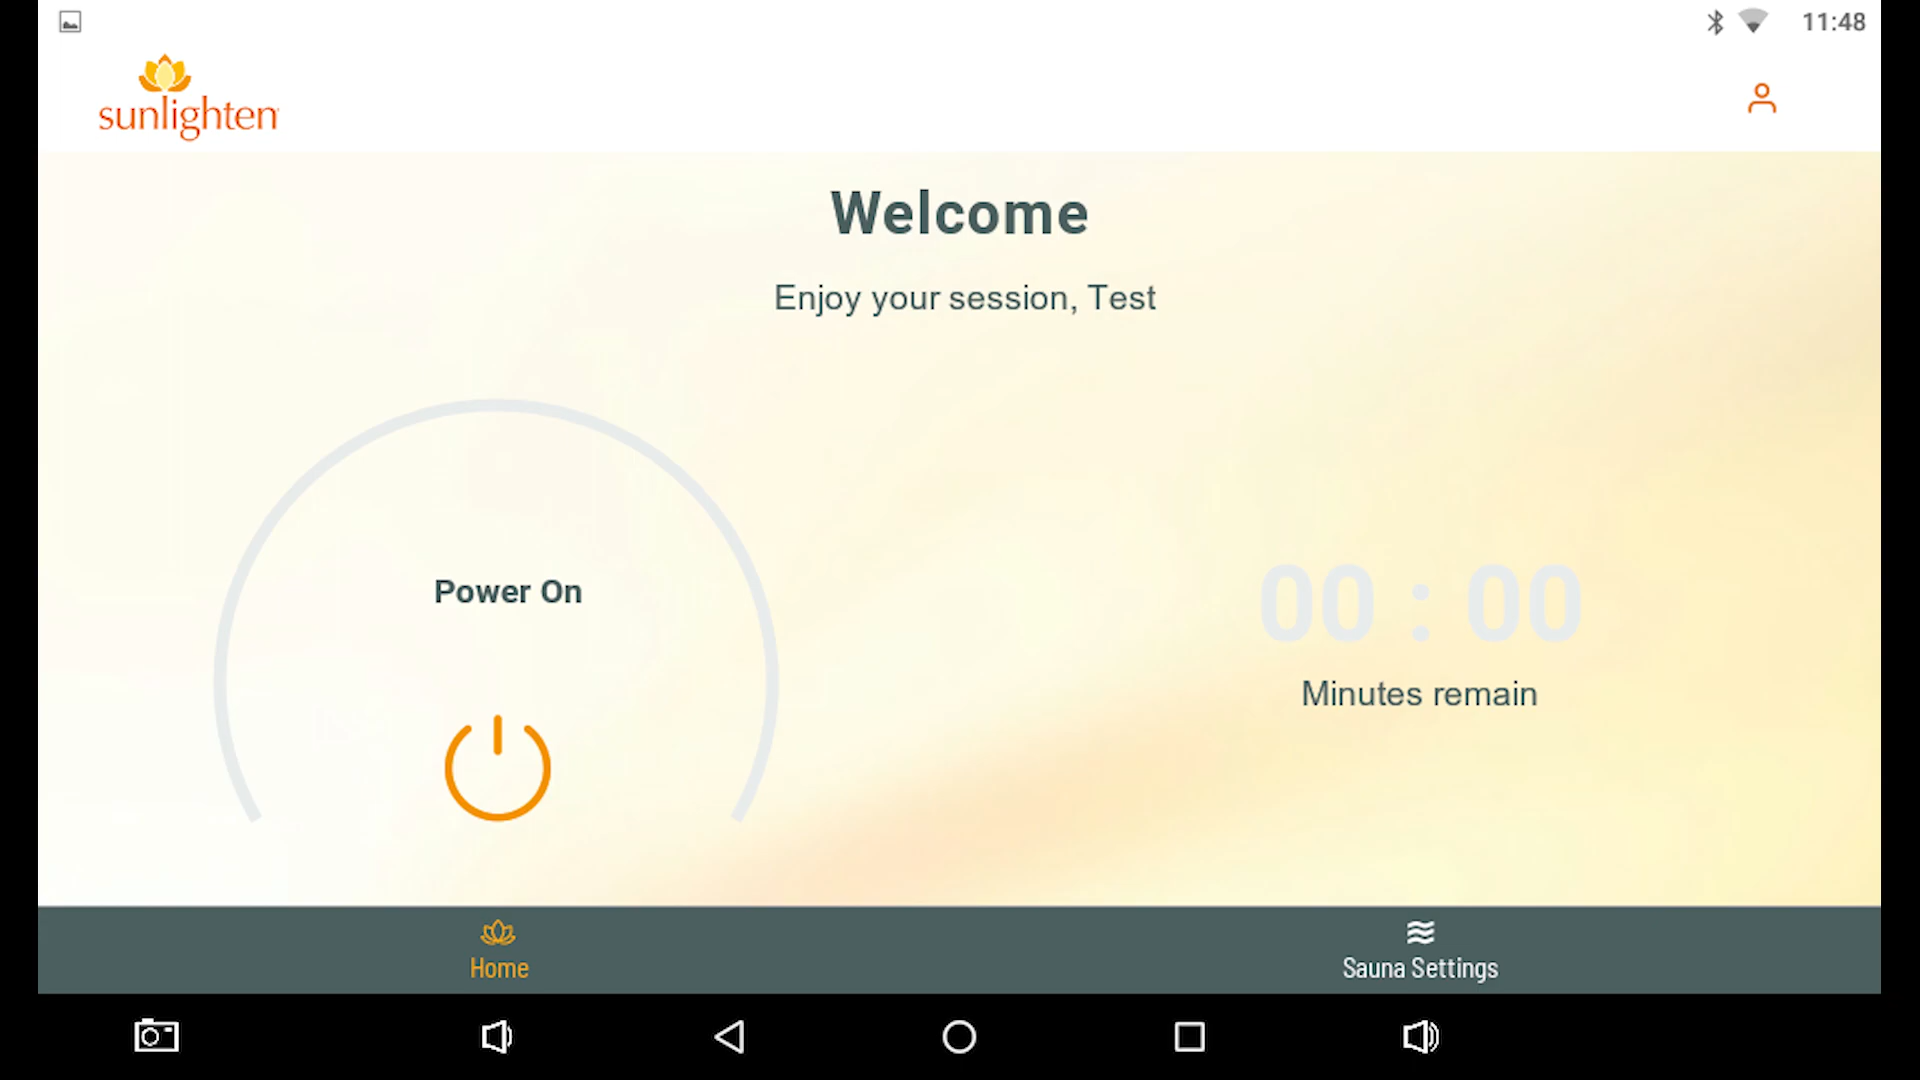 11:48
sunlighten
Welcome
Enjoy your session, Test
Power On
00 : 00
Minutes remain
Home
Sauna Settings